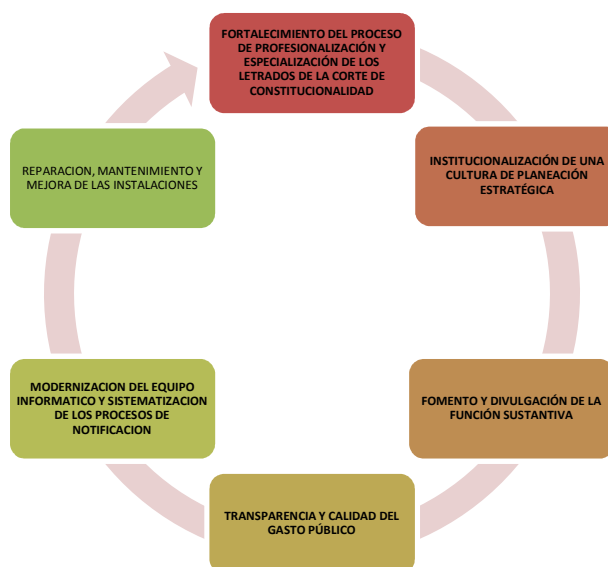 FORTALECIMIENTO DEL PROCESO
DE PROFESIONALIZACIÓN Y
ESPECIALIZACIÓN DE LOS
LETRADOS DE LA CORTE DE
CONSTITUCIONALIDAD
INSTITUCIONALIZACIÓN DE UNA
CULTURA DE PLANEACIÓN
ESTRATÉGICA
FOMENTO Y DIVULGACIÓN DE LA
FUNCIÓN SUSTANTIVA
TRANSPARENCIA Y CALIDAD DEL
GASTO PÚBLICO
MODERNIZACION DEL EQUIPO
INFORMATICO Y SISTEMATIZACION
DE LOS PROCESOS DE
NOTIFICACION
REPARACION, MANTENIMIENTO Y
MEJORA DE LAS INSTALACIONES